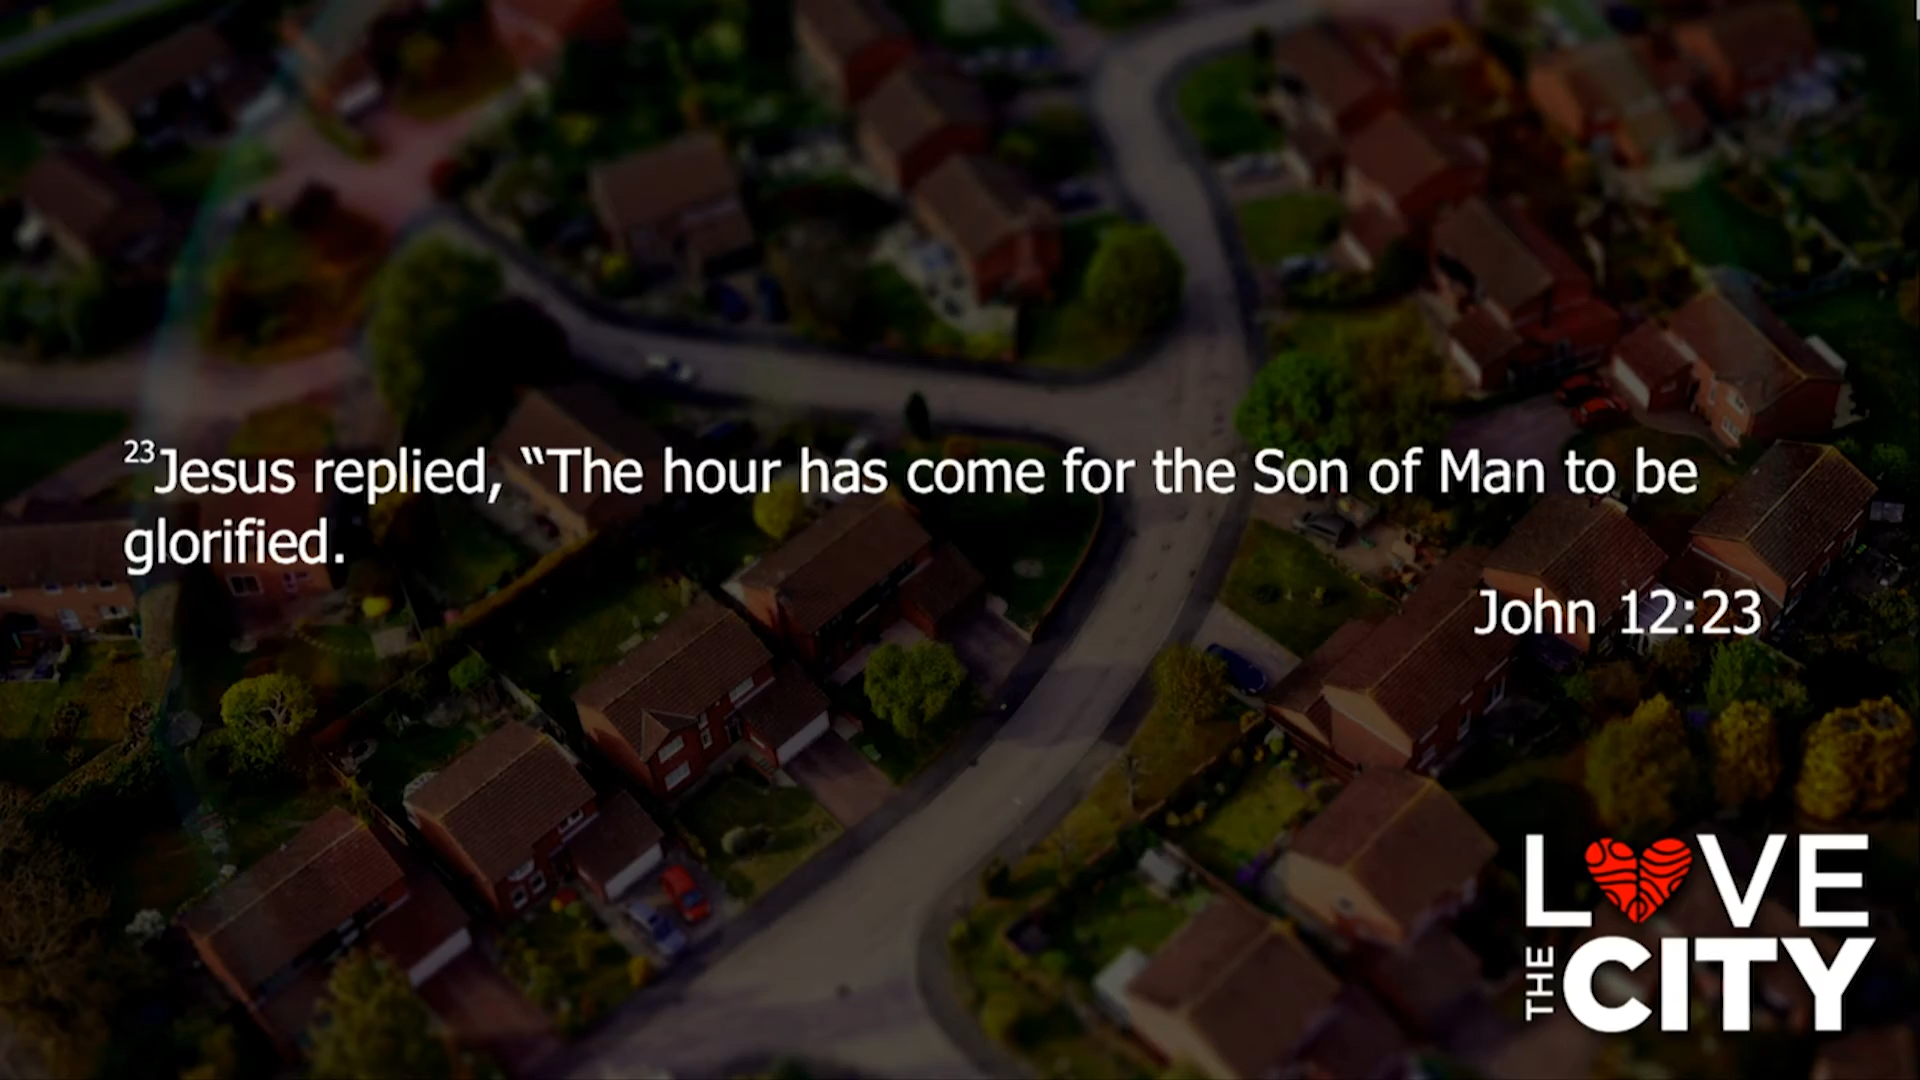 ²³Jesus replied, “The hour has come for the Son of Man to be
glorified.
John 12:23
LOVE
THE CITY